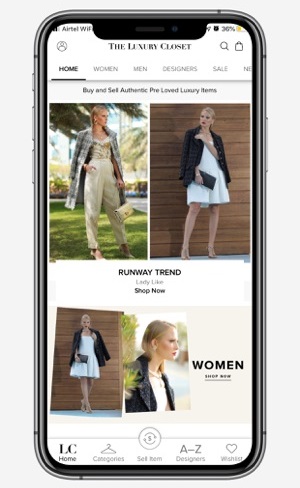 Airtel WiFi
36%
THE LUXURY CLOSET
HOME WOMEN MEN DESIGNERS SALE NE
Buy and Sell Authentic Pre Loved Luxury Items
RUNWAY TREND
Lady Like
Shop Now
WOMEN
SHOP NOW
LC $ A–Z
Home Categories Sell Item Designers Wishlist